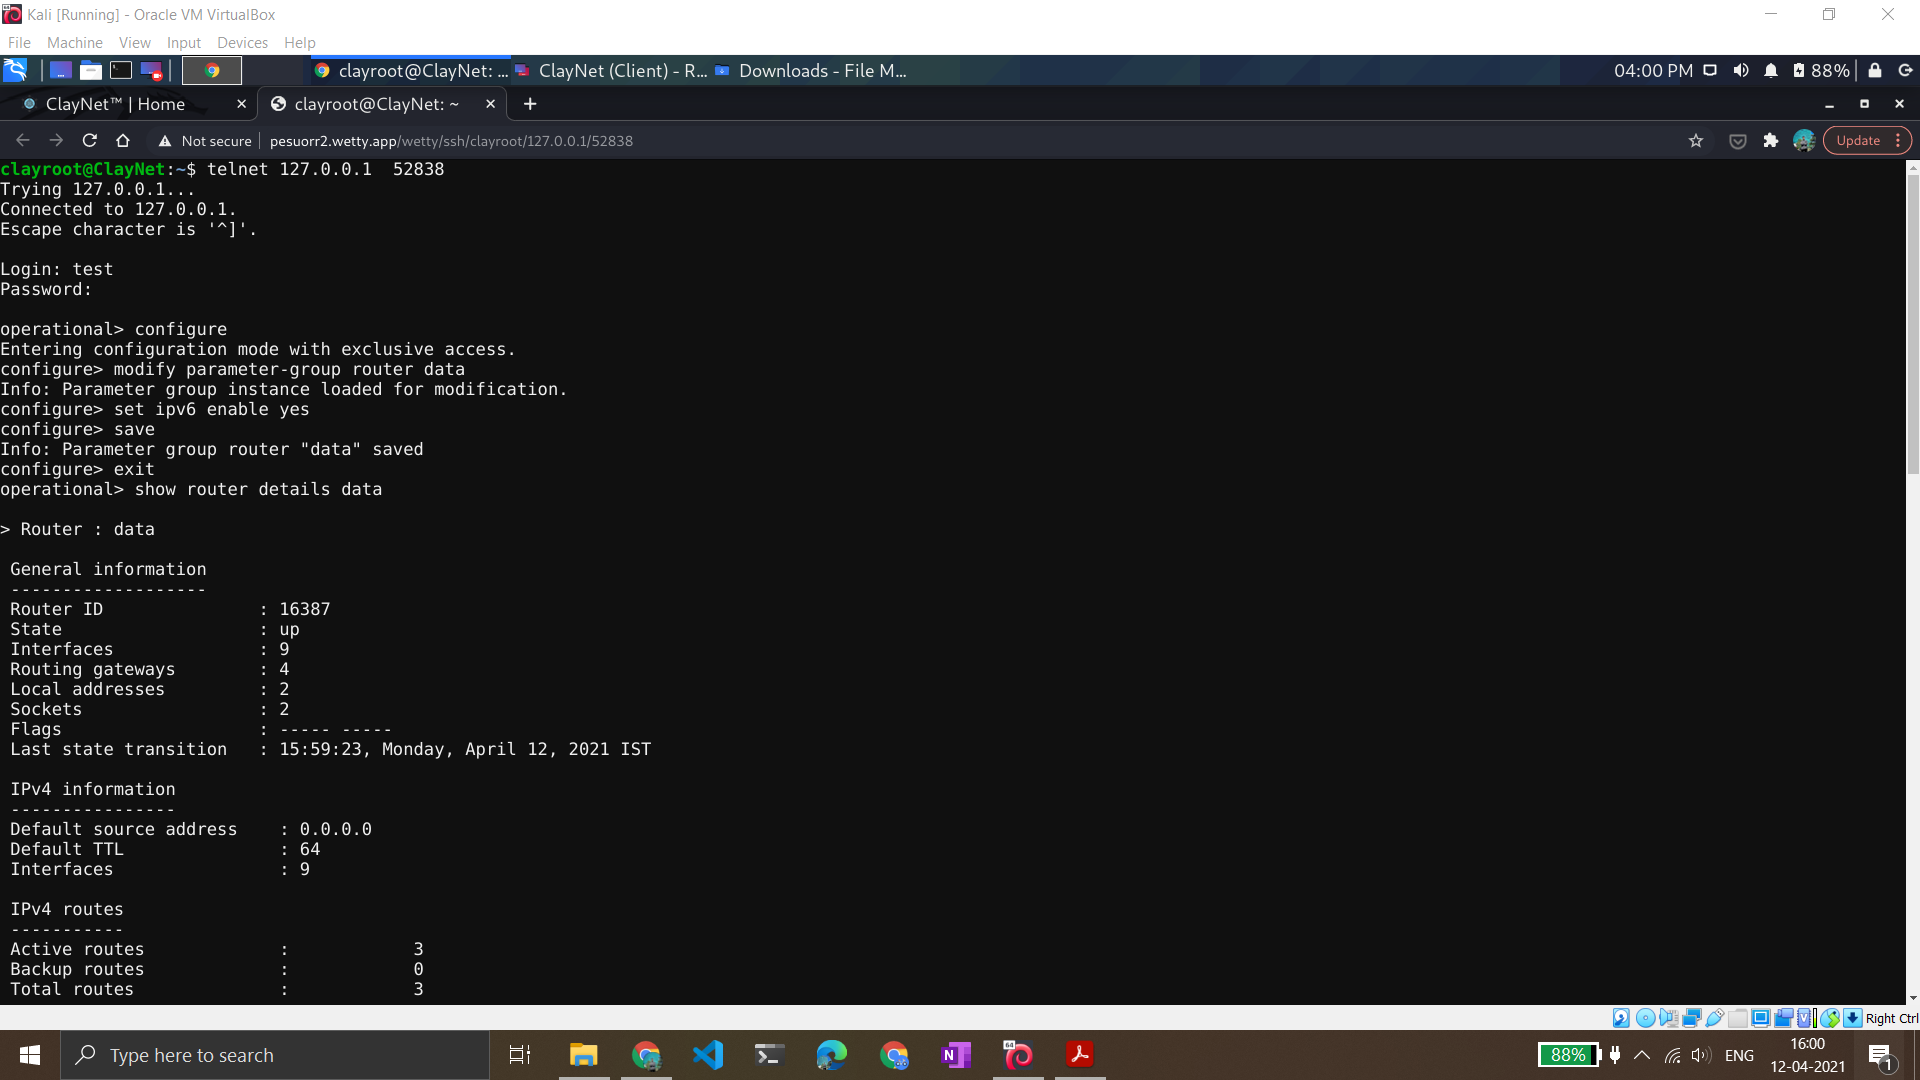 Kali [Running] - Oracle VM VirtualBox
File Machine View Input Devices Help
clayroot@ClayNet: ... ClayNet (Client) - R... Downloads - File M... 04:00 PM 88%
ClayNet™ | Home clayroot@ClayNet: ~
Not secure pesuorr2.wetty.app/wetty/ssh/clayroot/127.0.0.1/52838 Update
clayroot@ClayNet:~$ telnet 127.0.0.1  52838
Trying 127.0.0.1...
Connected to 127.0.0.1.
Escape character is '^]'.
Login: test
Password:
operational> configure
Entering configuration mode with exclusive access.
configure> modify parameter-group router data
Info: Parameter group instance loaded for modification.
configure> set ipv6 enable yes
configure> save
Info: Parameter group router "data" saved
configure> exit
operational> show router details data
> Router : data
General information
-------------------
Router ID : 16387
State : up
Interfaces : 9
Routing gateways : 4
Local addresses : 2
Sockets : 2
Flags : ----- -----
Last state transition : 15:59:23, Monday, April 12, 2021 IST
IPv4 information
----------------
Default source address : 0.0.0.0
Default TTL : 64
Interfaces : 9
IPv4 routes
-----------
Active routes : 3
Backup routes : 0
Total routes : 3
Right Ctrl
Type here to search 88% ENG 16:00
12-04-2021
1